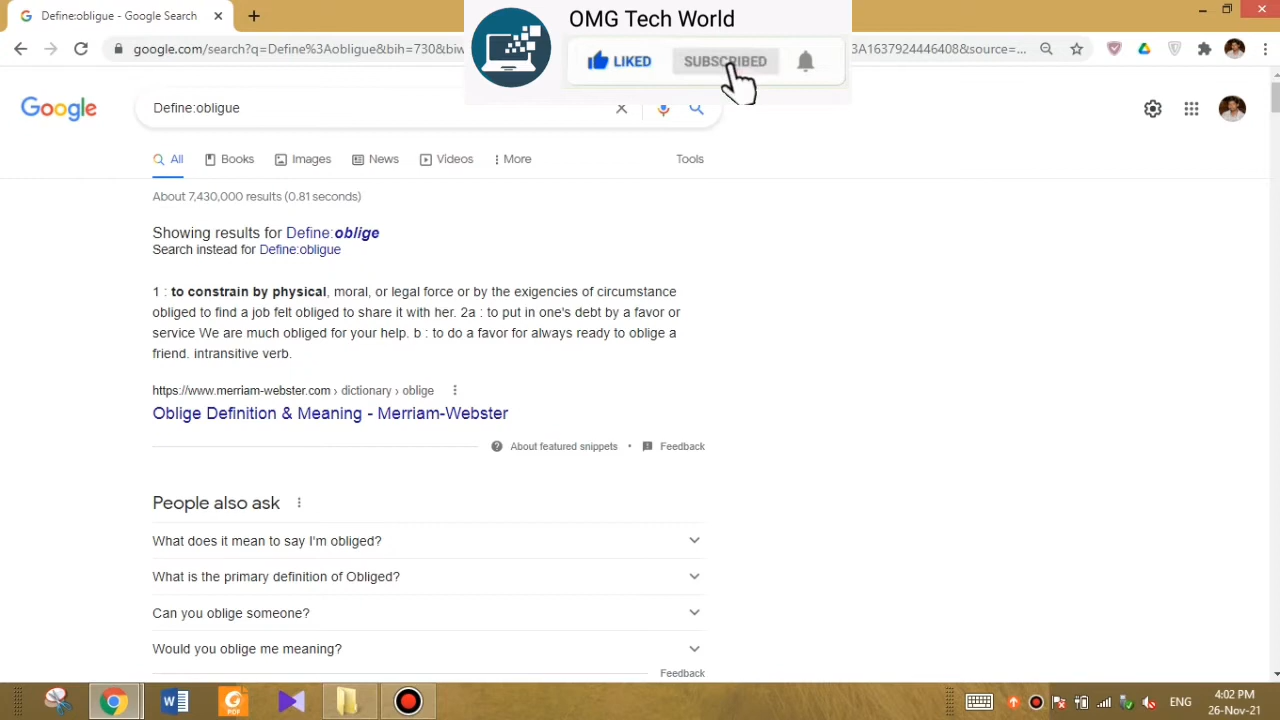 Define:obligue - Google Search
OMG Tech World
LIKED
SUBSCRIBED
google.com/search?q=Define%3Aobligue&bih=730&biw
3A1637924446408&source=...
Define:obligue
All
Books
Images
News
Videos
More
Tools
About 7,430,000 results (0.81 seconds)
Showing results for Define:oblige
Search instead for Define:obligue
1 : to constrain by physical, moral, or legal force or by the exigencies of circumstance
obliged to find a job felt obliged to share it with her. 2a : to put in one's debt by a favor or
service We are much obliged for your help. b : to do a favor for always ready to oblige a
friend. intransitive verb.
https://www.merriam-webster.com › dictionary › oblige
Oblige Definition & Meaning - Merriam-Webster
About featured snippets • Feedback
People also ask
What does it mean to say I'm obliged?
What is the primary definition of Obliged?
Can you oblige someone?
Would you oblige me meaning?
Feedback
PDF
ENG
4:02 PM
26-Nov-21